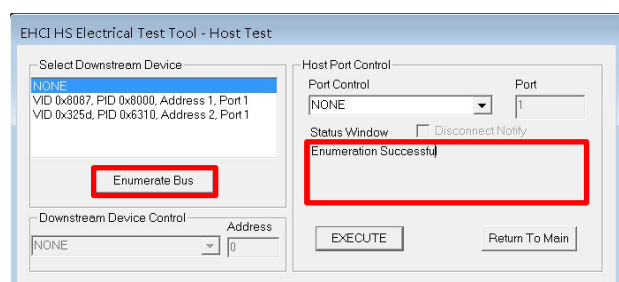 EHCI HS Electrical Test Tool - Host Test
Select Downstream Device
NONE
VID 0x8087, PID 0x8000, Address 1, Port 1
VID 0x325d, PID 0x6310, Address 2, Port 1
Enumerate Bus
Downstream Device Control
Address
NONE
0
Host Port Control
Port Control
Port
NONE
1
Status Window
Disconnect Notify
Enumeration Successful
EXECUTE
Return To Main